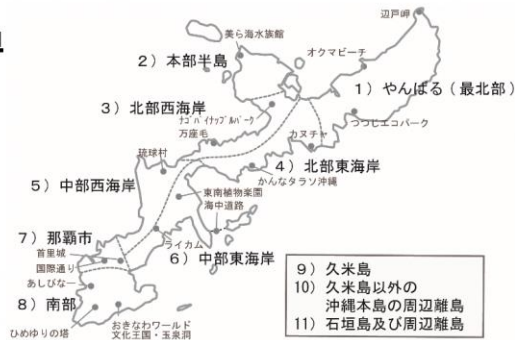 辺戸岬
美ら海水族館
オクマビーチ
2）本部半島
1）やんばる（最北部）
3）北部西海岸
ﾅｺﾞﾊﾟｲﾅｯﾌﾟﾙﾊﾟｰｸ
万座毛
つつじエコパーク
カヌチャ
琉球村
4）北部東海岸
かんなタラソ沖縄
5）中部西海岸
東南植物楽園
海中道路
7）那覇市
首里城
国際通り
ライカム
6）中部東海岸
あしびなー
8）南部
ひめゆりの塔
おきなわワールド
文化王国・玉泉洞
9）久米島
10）久米島以外の
沖縄本島の周辺離島
11）石垣島及び周辺離島